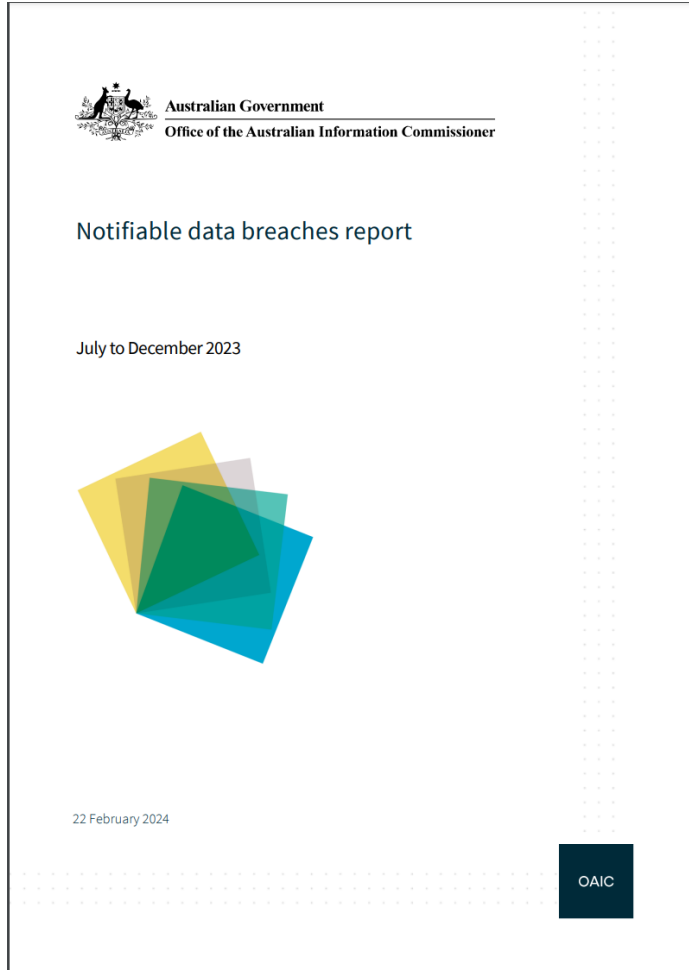 Australian Government
Office of the Australian Information Commissioner
Notifiable data breaches report
July to December 2023
22 February 2024
OAIC